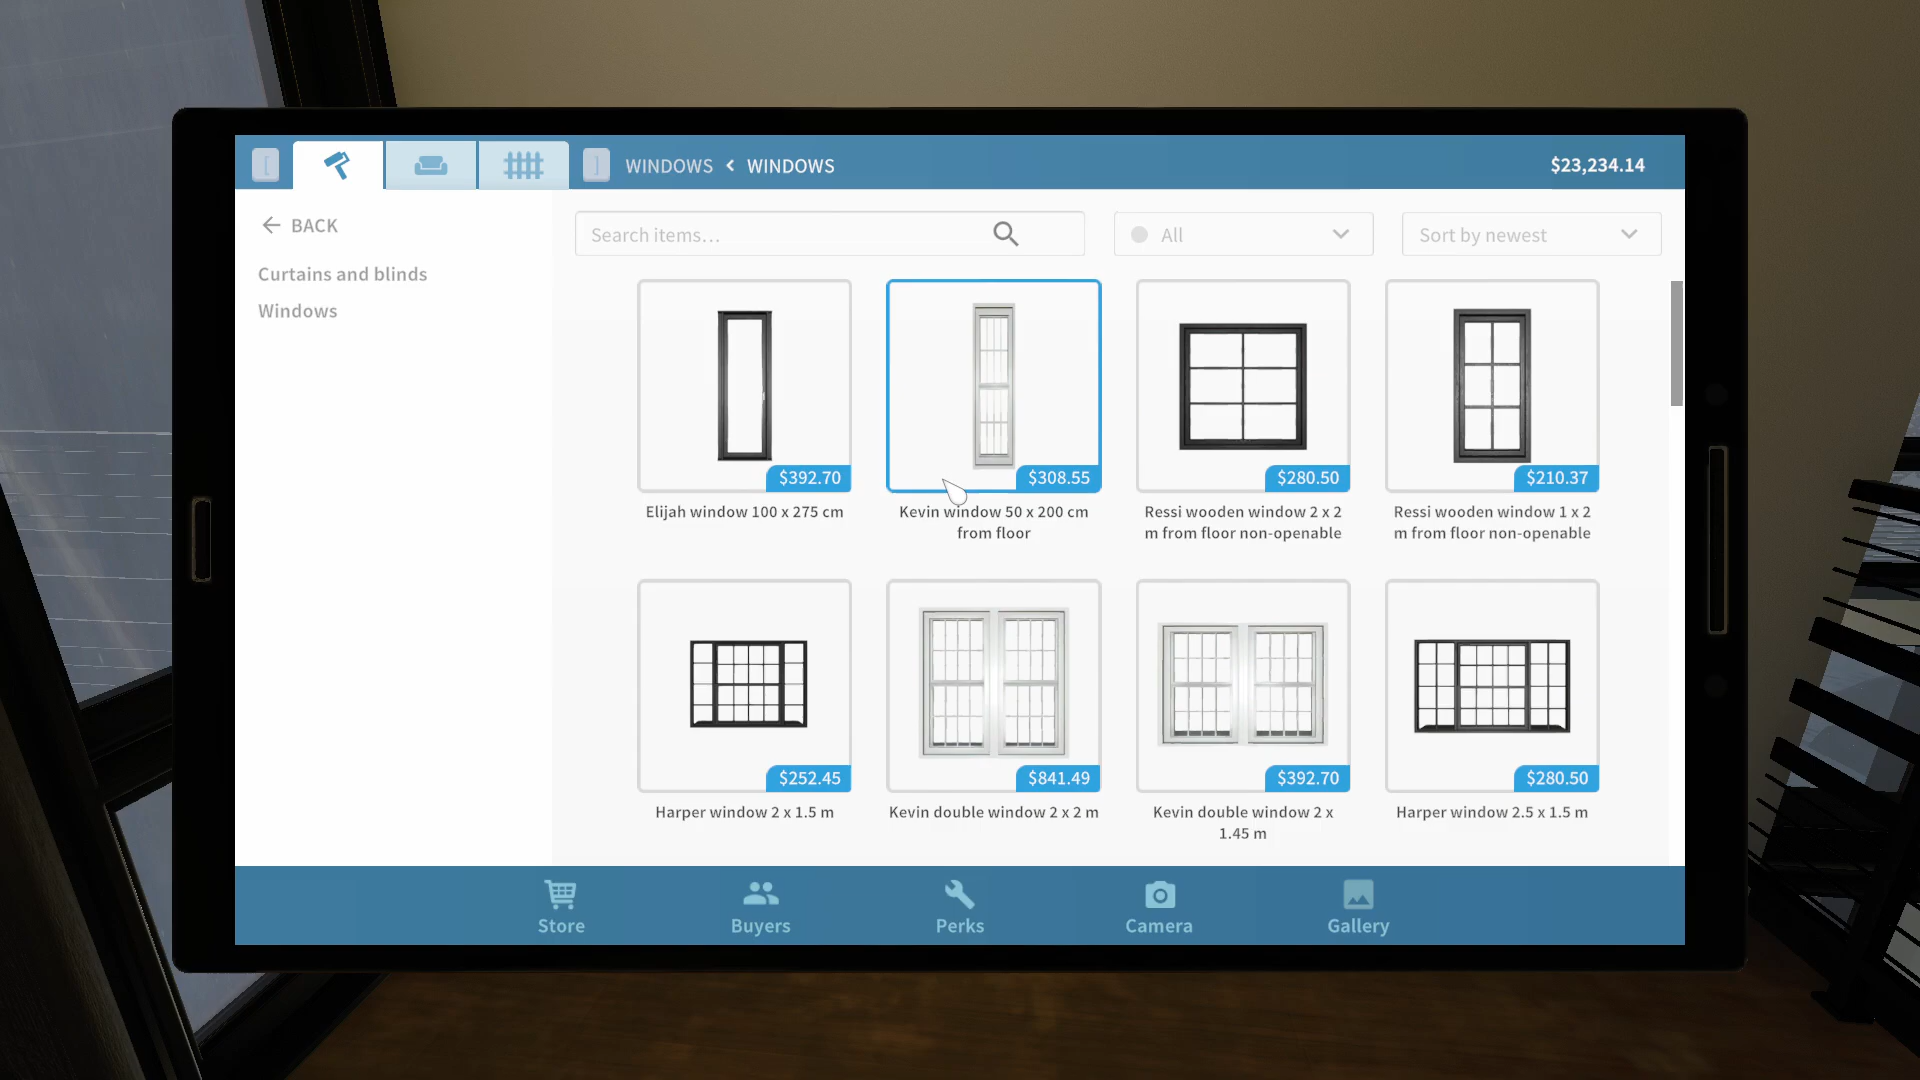 [
]
WINDOWS < WINDOWS
$23,234.14
BACK
Curtains and blinds
Windows
Search items...
All
Sort by newest
$392.70
$308.55
$280.50
$210.37
Elijah window 100 x 275 cm
Kevin window 50 x 200 cm
from floor
Ressi wooden window 2 x 2
m from floor non-openable
Ressi wooden window 1 x 2
m from floor non-openable
$252.45
$841.49
$392.70
$280.50
Harper window 2 x 1.5 m
Kevin double window 2 x 2 m
Kevin double window 2 x
1.45 m
Harper window 2.5 x 1.5 m
Store
Buyers
Perks
Camera
Gallery